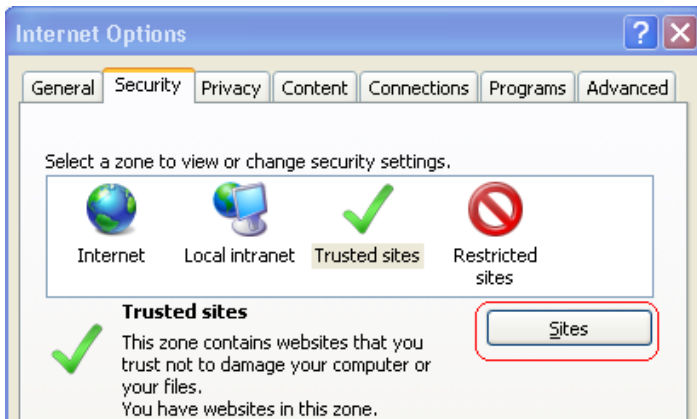 Internet Options
General Security Privacy Content Connections Programs Advanced
Select a zone to view or change security settings.
Internet Local intranet Trusted sites Restricted
sites
Trusted sites
Sites
This zone contains websites that you
trust not to damage your computer or
your files.
You have websites in this zone.